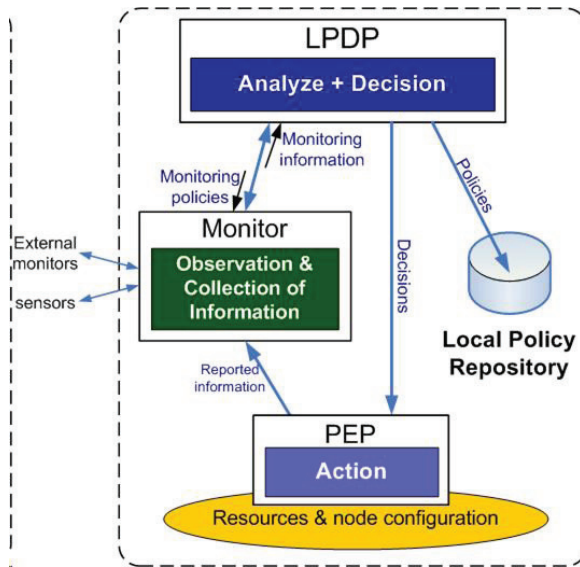 LPDP
Analyze + Decision
Monitoring
information
Monitoring
policies
Policies
Monitor
Observation &
Collection of
Information
External
monitors
sensors
Decisions
Local Policy
Repository
Reported
information
PEP
Action
Resources & node configuration